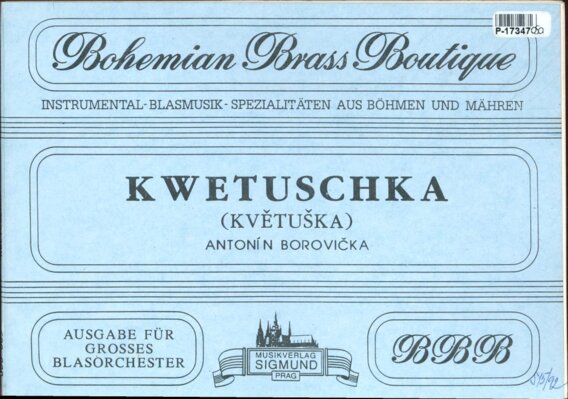 P-17347
Bohemian Brass Boutique
INSTRUMENTAL-BLASMUSIK-SPEZIALITÄTEN AUS BÖHMEN UND MÄHREN
KWETUSCHKA
(KVĚTUŠKA)
ANTONÍN BOROVIČKA
AUSGABE FÜR
GROSSES
BLASORCHESTER
MUSIKVERLAG
SIGMUND
PRAG
BBB